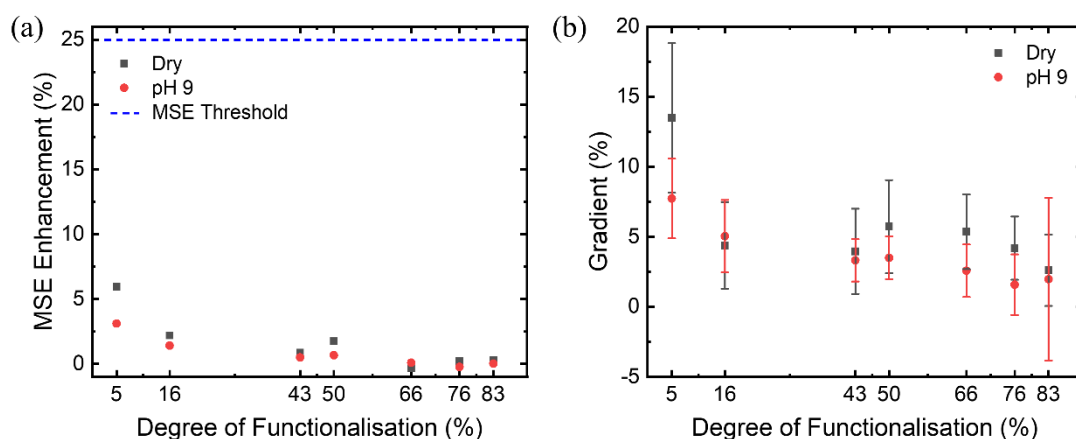 (a)
MSE Enhancement (%)
25
20
15
10
5
0
Dry
pH 9
MSE Threshold
5 16 43 50 66 76 83
Degree of Functionalisation (%)
(b)
Gradient (%)
20
15
10
5
0
-5
Dry
pH 9
5 16 43 50 66 76 83
Degree of Functionalisation (%)